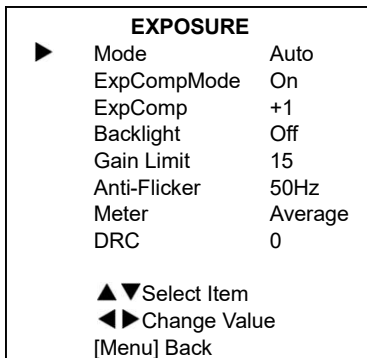 EXPOSURE
▶ Mode Auto
ExpCompMode On
ExpComp +1
Backlight Off
Gain Limit 15
Anti-Flicker 50Hz
Meter Average
DRC 0
▲▼Select Item
◀▶Change Value
[Menu] Back